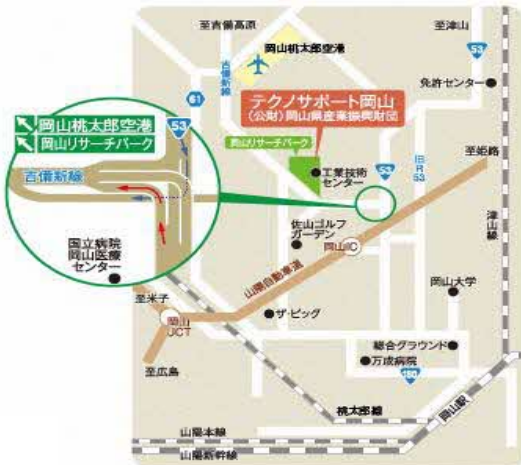 至吉備高原
岡山桃太郎空港
至津山
53
吉備新線
61
53
免許センター
テクノサポート岡山
(公財)岡山県産業振興財団
岡山桃太郎空港
岡山リサーチパーク
53
岡山リサーチパーク
工業技術
センター
53
旧
R
53
至姫路
吉備新線
津山線
国立病院
岡山医療
センター
佐山ゴルフ
ガーデン
岡山IC
山陽自動車道
岡山大学
至米子
岡山
JCT
ザ・ビッグ
総合グラウンド
万成病院
至広島
180
桃太郎線
岡山駅
山陽本線
山陽新幹線